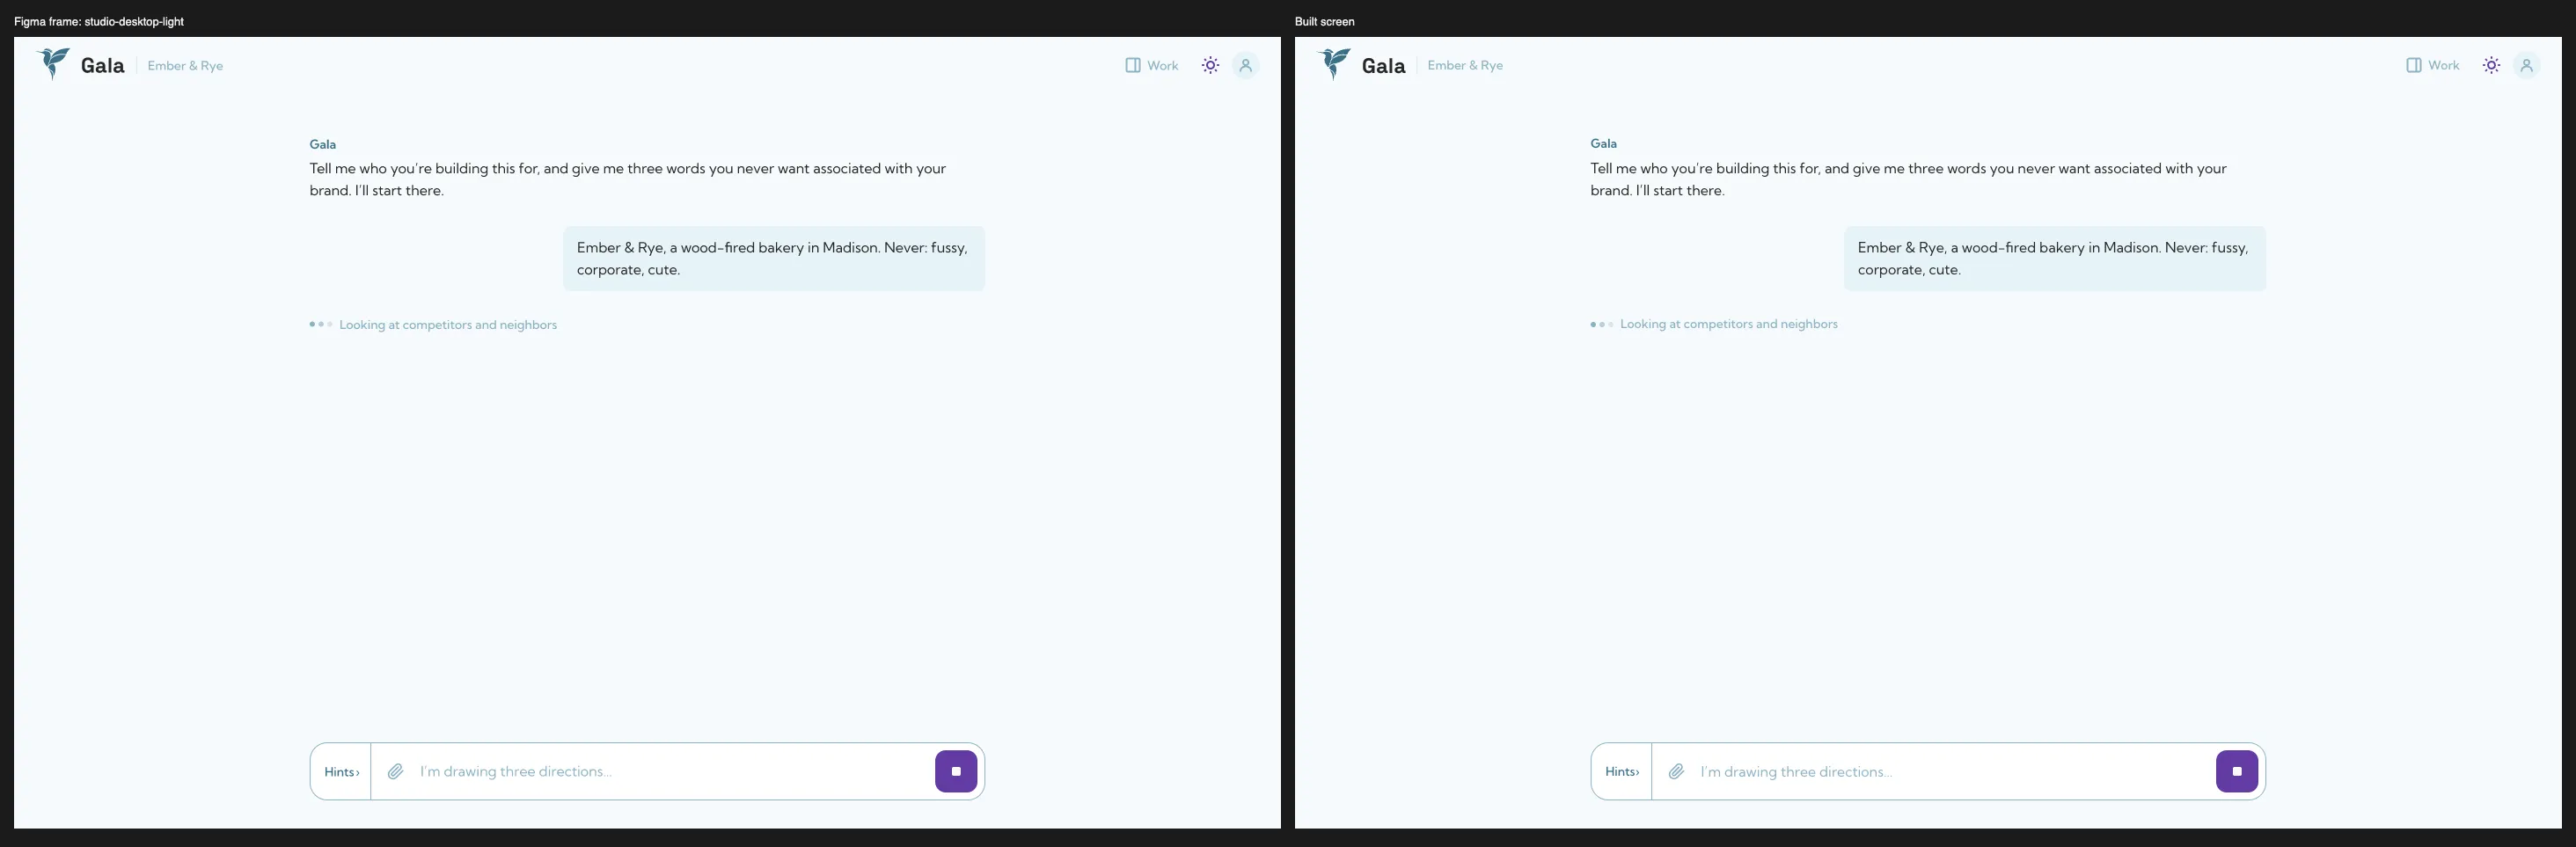 Figma frame: studio-desktop-light
Gala
Ember & Rye
Work
Gala
Tell me who you're building this for, and give me three words you never want associated with your
brand. I'll start there.
Ember & Rye, a wood-fired bakery in Madison. Never: fussy,
corporate, cute.
Looking at competitors and neighbors
Hints›
I'm drawing three directions...
Built screen
Gala
Ember & Rye
Work
Gala
Tell me who you're building this for, and give me three words you never want associated with your
brand. I'll start there.
Ember & Rye, a wood-fired bakery in Madison. Never: fussy,
corporate, cute.
Looking at competitors and neighbors
Hints›
I'm drawing three directions...